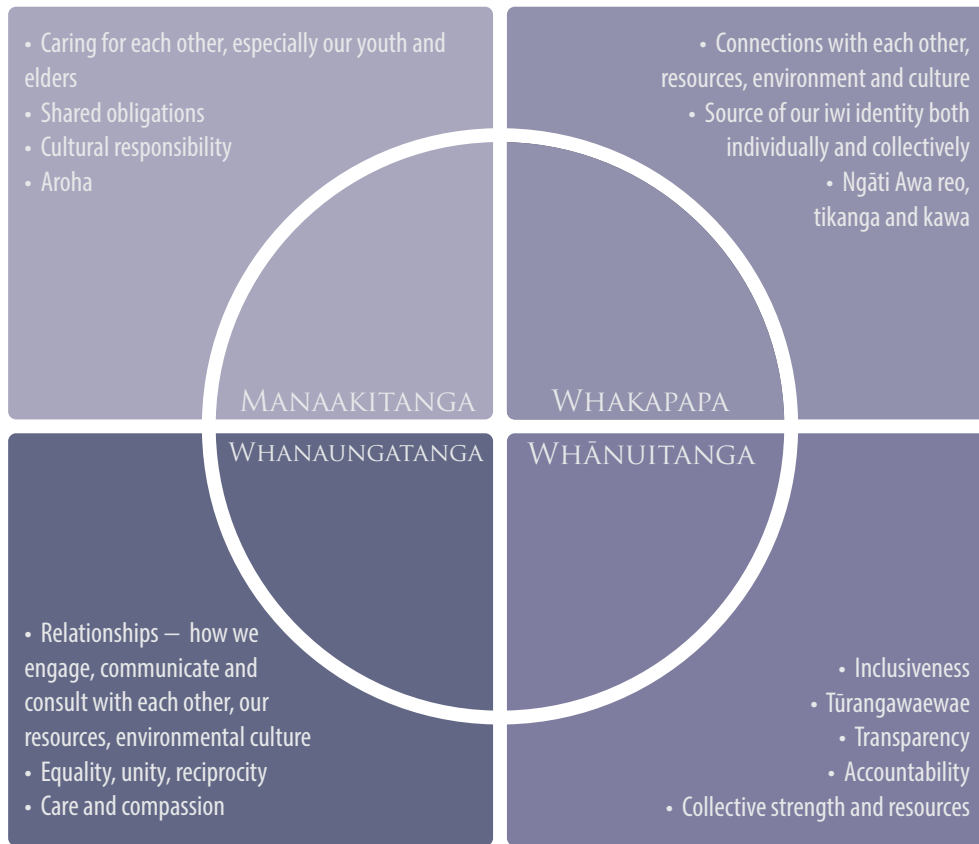 • Caring for each other, especially our youth and
elders
• Shared obligations
• Cultural responsibility
• Aroha
MANAAKITANGA
• Connections with each other,
resources, environment and culture
• Source of our iwi identity both
individually and collectively
• Ngāti Awa reo,
tikanga and kawa
WHAKAPAPA
WHANAUNGATANGA
• Relationships – how we
engage, communicate and
consult with each other, our
resources, environmental culture
• Equality, unity, reciprocity
• Care and compassion
WHĀNUITANGA
• Inclusiveness
• Tūrangawaewae
• Transparency
• Accountability
• Collective strength and resources